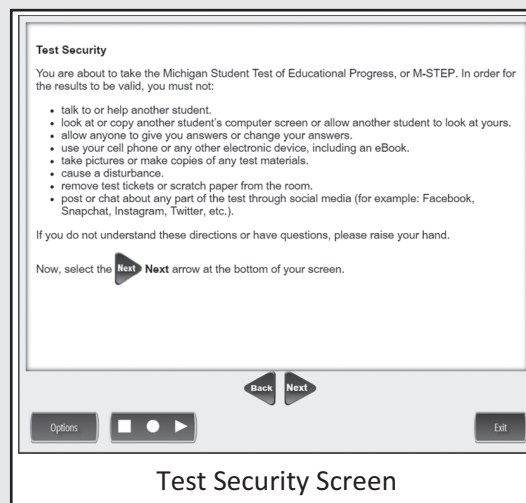 Test Security
You are about to take the Michigan Student Test of Educational Progress, or M-STEP. In order for
the results to be valid, you must not:
• talk to or help another student.
• look at or copy another student's computer screen or allow another student to look at yours.
• allow anyone to give you answers or change your answers.
• use your cell phone or any other electronic device, including an eBook.
• take pictures or make copies of any test materials.
• cause a disturbance.
• remove test tickets or scratch paper from the room.
• post or chat about any part of the test through social media (for example: Facebook,
Snapchat, Instagram, Twitter, etc.).
If you do not understand these directions or have questions, please raise your hand.
Now, select the Next Next arrow at the bottom of your screen.
Back Next
Options Exit
Test Security Screen